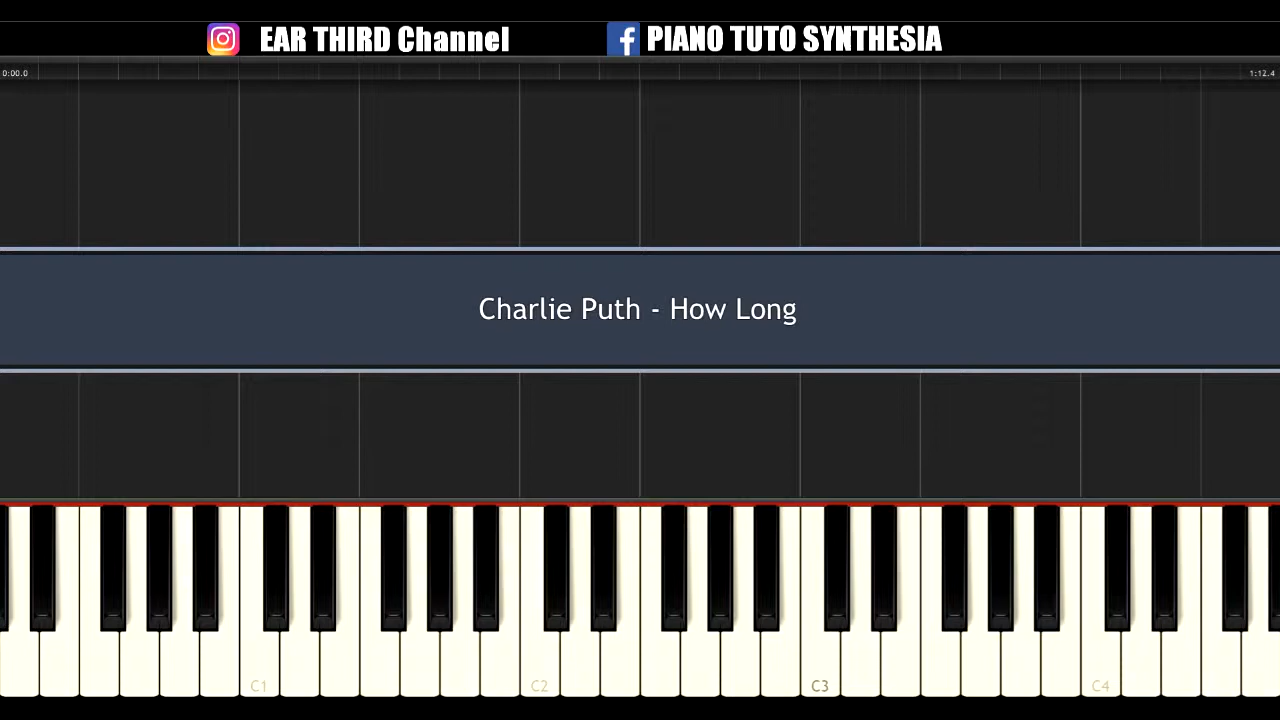 EAR THIRD Channel
PIANO TUTO SYNTHESIA
0:00.0
1:12.4
Charlie Puth - How Long
C1
C2
C3
C4